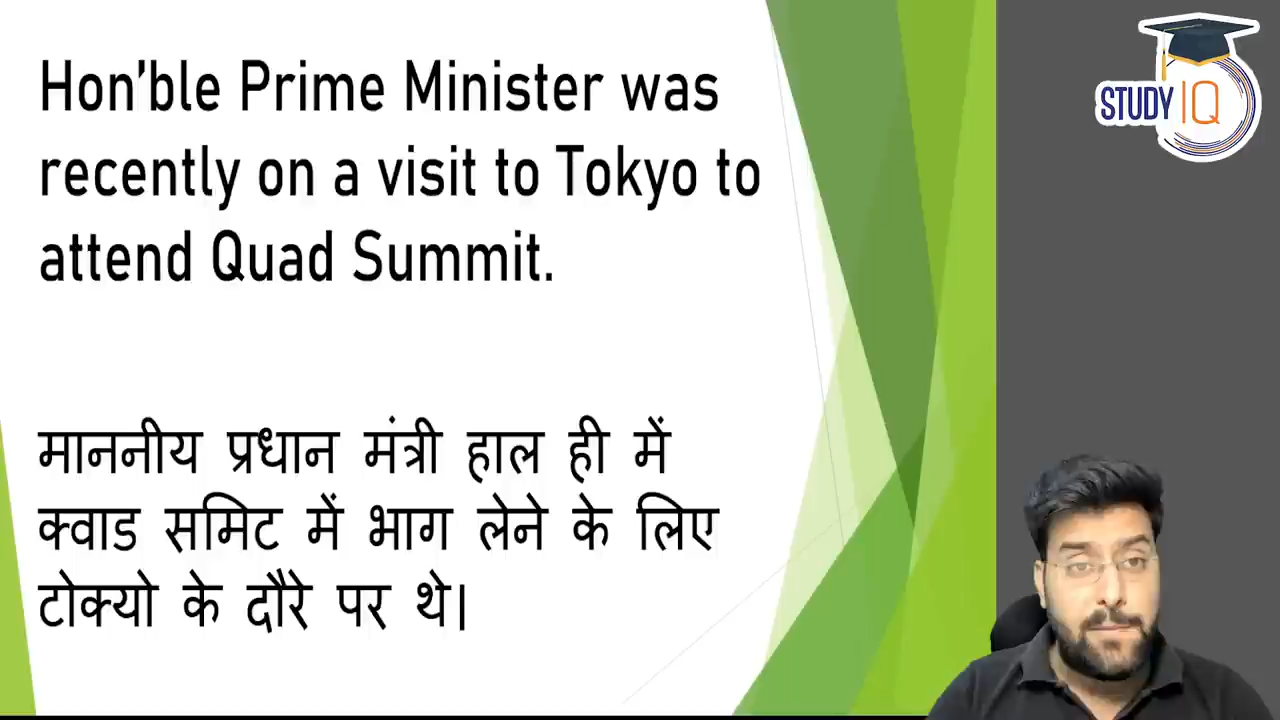 Hon'ble Prime Minister was
recently on a visit to Tokyo to
attend Quad Summit.
माननीय प्रधान मंत्री हाल ही में
क्वाड समिट में भाग लेने के लिए
टोक्यो के दौरे पर थे।
STUDY IQ